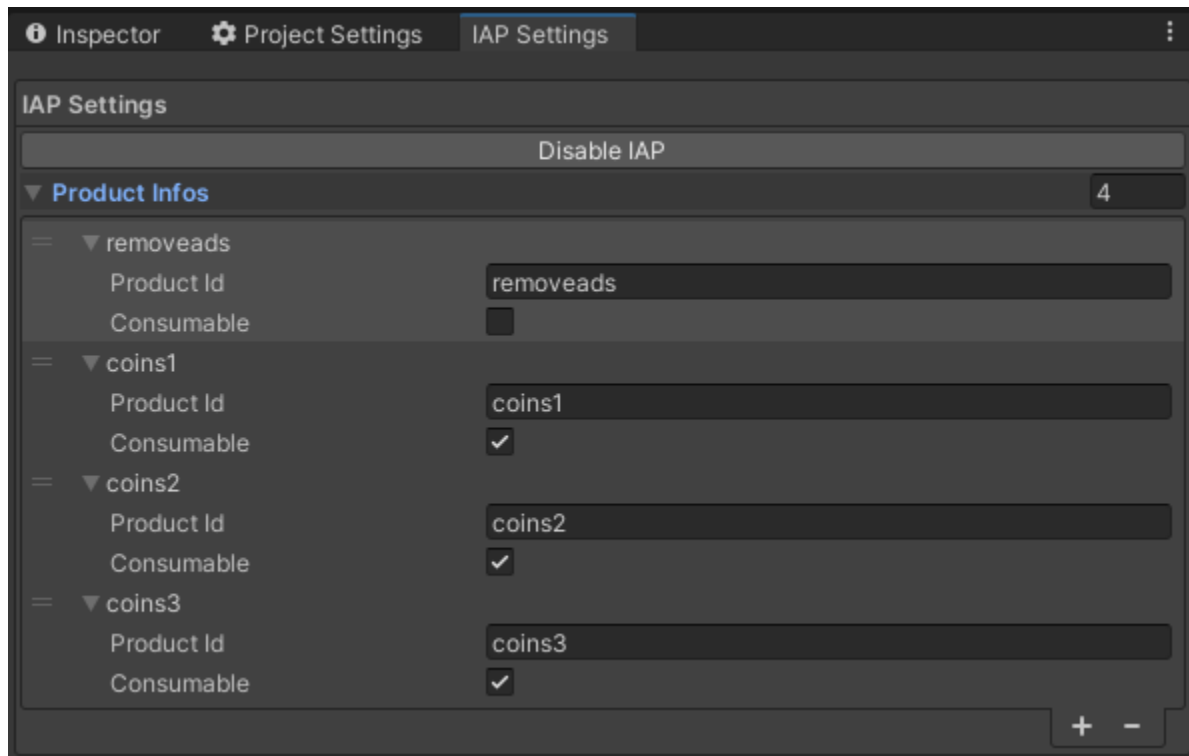 Inspector Project Settings IAP Settings
IAP Settings
Disable IAP
Product Infos 4
removeads
Product Id removeads
Consumable
coins1
Product Id coins1
Consumable
coins2
Product Id coins2
Consumable
coins3
Product Id coins3
Consumable